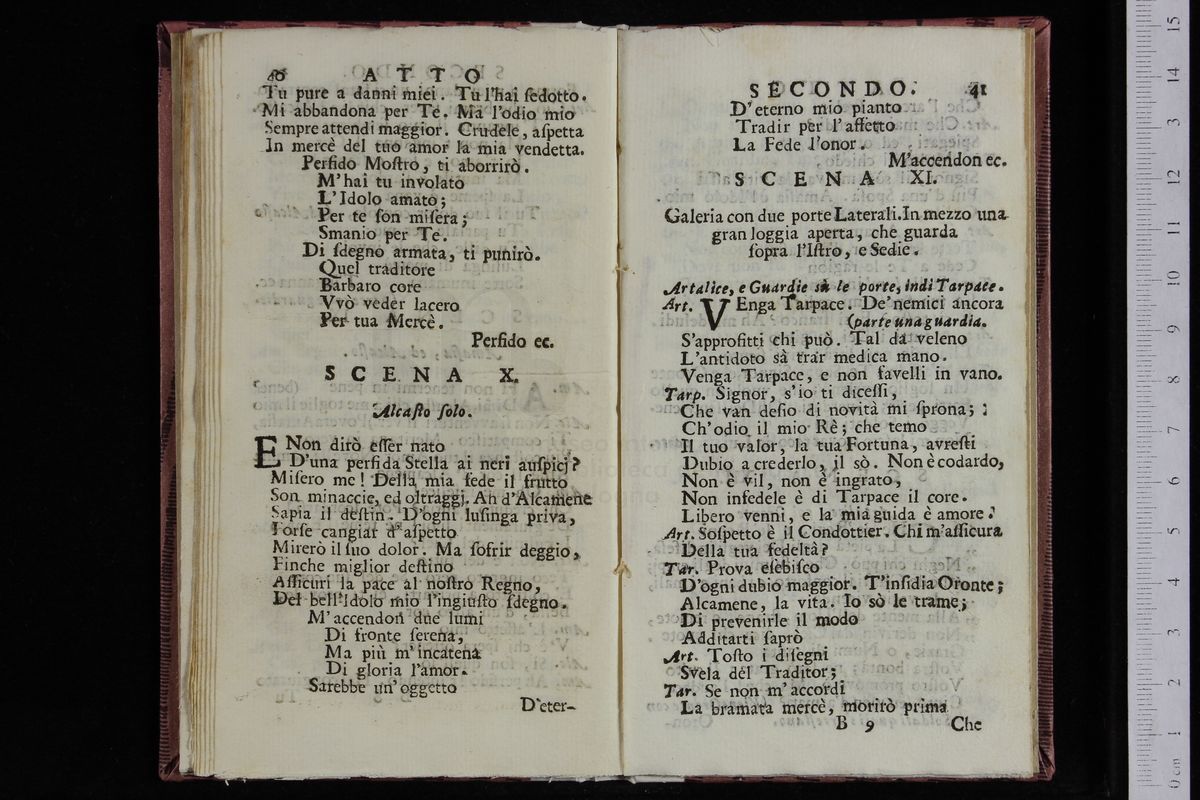 40 ATTO
Tu pure a danni miei. Tu l'hai ſedotto.
Mi abbandona per Te. Ma l'odio mio
Sempre attendi maggior. Crudele, aſpetta
In mercè del tuo amor la mia vendetta.
Perfido Moſtro, ti aborrirò.
M'hai tu involato
L'Idolo amato;
Per te ſon miſera;
Smanio per Te.
Di ſdegno armata, ti punirò.
Quel traditore
Barbaro core
Vvò veder lacero
Per tua Mercè.
Perfido ec.
SCENA X.
Alcaſto ſolo.
E Non dirò eſſer nato
D'una perfida Stella ai neri auſpicj?
Miſero me! Della mia fede il frutto
Son minaccie, ed oltraggj. Ah d'Alcamene
Sapia il deſtin. D'ogni luſinga priva,
Forſe cangiar d'aſpetto
Mirerò il ſuo dolor. Ma ſofrir deggio,
Finche miglior deſtino
Aſſicuri la pace al noſtro Regno,
Del bell'Idolo mio l'ingiuſto ſdegno.
M'accendon due lumi
Di fronte ſerena,
Ma più m'incatena
Di gloria l'amor.
Sarebbe un'oggetto
D'eter-
SECONDO. 41
D'eterno mio pianto
Tradir per l'affetto
La Fede l'onor.
M'accendon ec.
SCENA XI.
Galeria con due porte Laterali. In mezzo una
gran loggia aperta, che guarda
ſopra l'Iſtro, e Sedie.
Artalice, e Guardie sù le porte, indi Tarpace.
Art. VEnga Tarpace. De'nemici ancora
(parte una guardia.
S'approfitti chi può. Tal da veleno
L'antidoto sà trar medica mano.
Venga Tarpace, e non favelli in vano.
Tarp. Signor, s'io ti diceſſi,
Che van deſio di novità mi ſprona;
Ch'odio il mio Rè; che temo
Il tuo valor, la tua Fortuna, avreſti
Dubio a crederlo, il sò. Non è codardo,
Non è vil, non è ingrato,
Non infedele è di Tarpace il core.
Libero venni, e la mia guida è amore.
Art. Soſpetto è il Condottier. Chi m'aſſicura
Della tua fedeltà?
Tar. Prova eſebiſco
D'ogni dubio maggior. T'inſidia Oronte;
Alcamene, la vita. Io sò le trame;
Di prevenirle il modo
Additarti ſaprò
Art. Toſto i diſegni
Svela del Traditor;
Tar. Se non m'accordi
La bramata mercè, morirò prima
B 9 Che